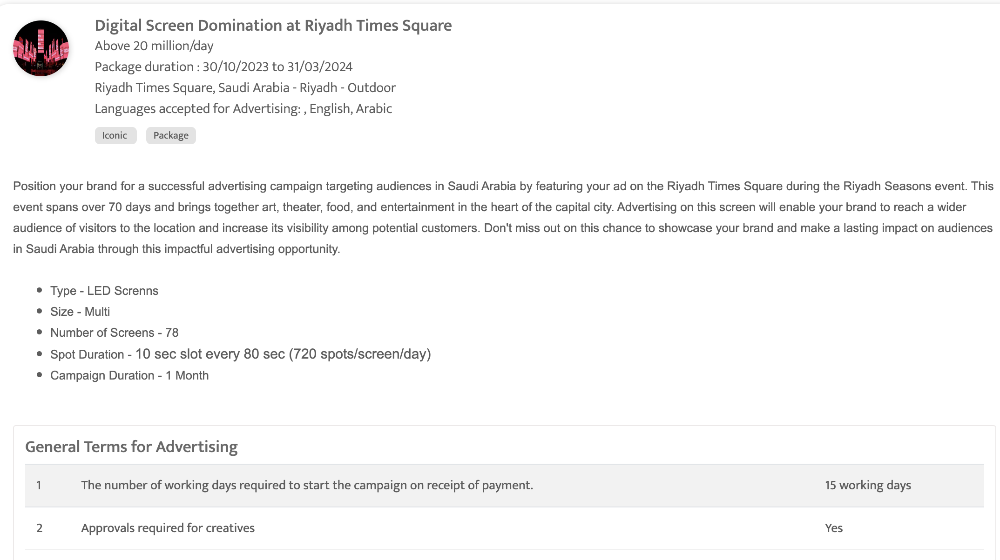 Digital Screen Domination at Riyadh Times Square
Above 20 million/day
Package duration : 30/10/2023 to 31/03/2024
Riyadh Times Square, Saudi Arabia - Riyadh - Outdoor
Languages accepted for Advertising: , English, Arabic
Iconic Package
Position your brand for a successful advertising campaign targeting audiences in Saudi Arabia by featuring your ad on the Riyadh Times Square during the Riyadh Seasons event. This
event spans over 70 days and brings together art, theater, food, and entertainment in the heart of the capital city. Advertising on this screen will enable your brand to reach a wider
audience of visitors to the location and increase its visibility among potential customers. Don't miss out on this chance to showcase your brand and make a lasting impact on audiences
in Saudi Arabia through this impactful advertising opportunity.
• Type - LED Screnns
• Size - Multi
• Number of Screens - 78
• Spot Duration - 10 sec slot every 80 sec (720 spots/screen/day)
• Campaign Duration - 1 Month
General Terms for Advertising
1 The number of working days required to start the campaign on receipt of payment. 15 working days
2 Approvals required for creatives Yes